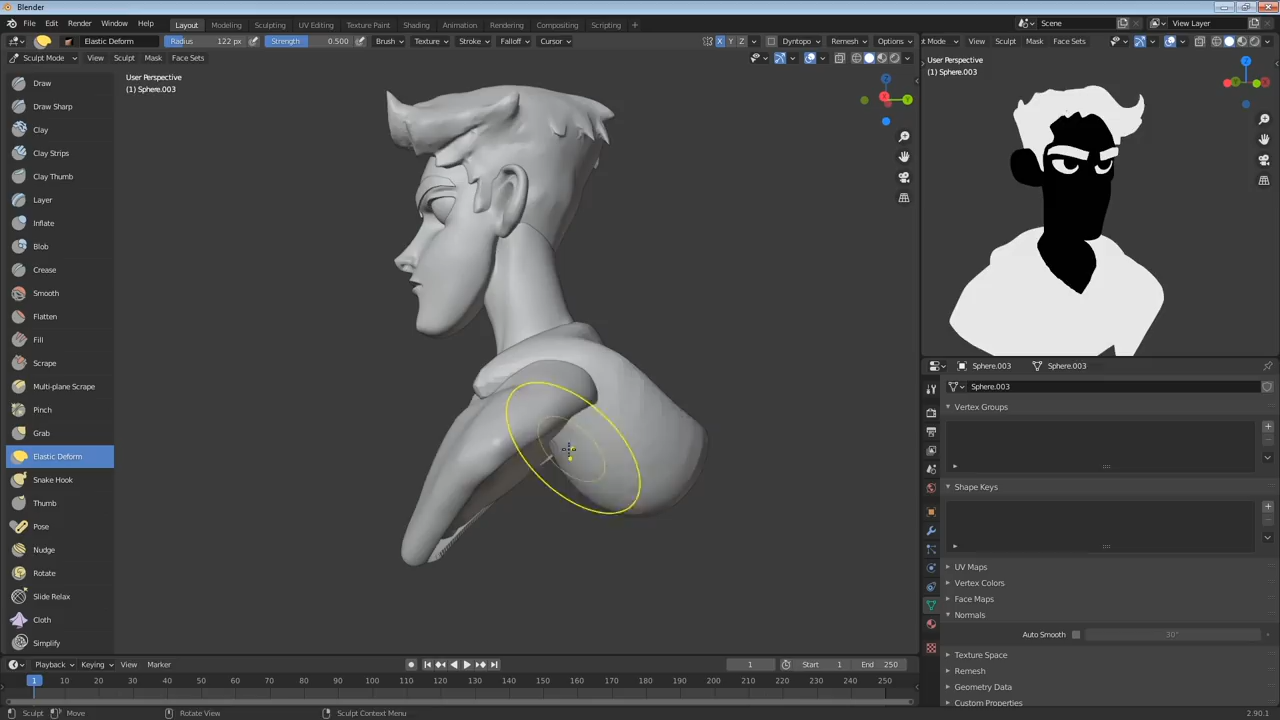 Blender
File Edit Render Window Help Layout Modeling Sculpting UV Editing Texture Paint Shading Animation Rendering Compositing Scripting + Scene View Layer
Elastic Deform Radius 122 px Strength 0.500 Brush Texture Stroke Falloff Cursor X Y Z Dyntopo Remesh Options
Mode View Sculpt Mask Face Sets
Sculpt Mode View Sculpt Mask Face Sets
User Perspective
(1) Sphere.003
User Perspective
(1) Sphere.003
Draw
Draw Sharp
Clay
Clay Strips
Clay Thumb
Layer
Inflate
Blob
Crease
Smooth
Flatten
Fill
Scrape
Multi-plane Scrape
Pinch
Grab
Elastic Deform
Snake Hook
Thumb
Pose
Nudge
Rotate
Slide Relax
Cloth
Simplify
Sphere.003 Sphere.003
Sphere.003
Vertex Groups
Shape Keys
UV Maps
Vertex Colors
Face Maps
Normals
Auto Smooth 30°
Texture Space
Remesh
Geometry Data
Custom Properties
Playback Keying View Marker 1 Start 1 End 250
1 10 20 30 40 50 60 70 80 90 100 110 120 130 140 150 160 170 180 190 200 210 220 230 240 250
Sculpt Move Rotate View Sculpt Context Menu 2.90.1